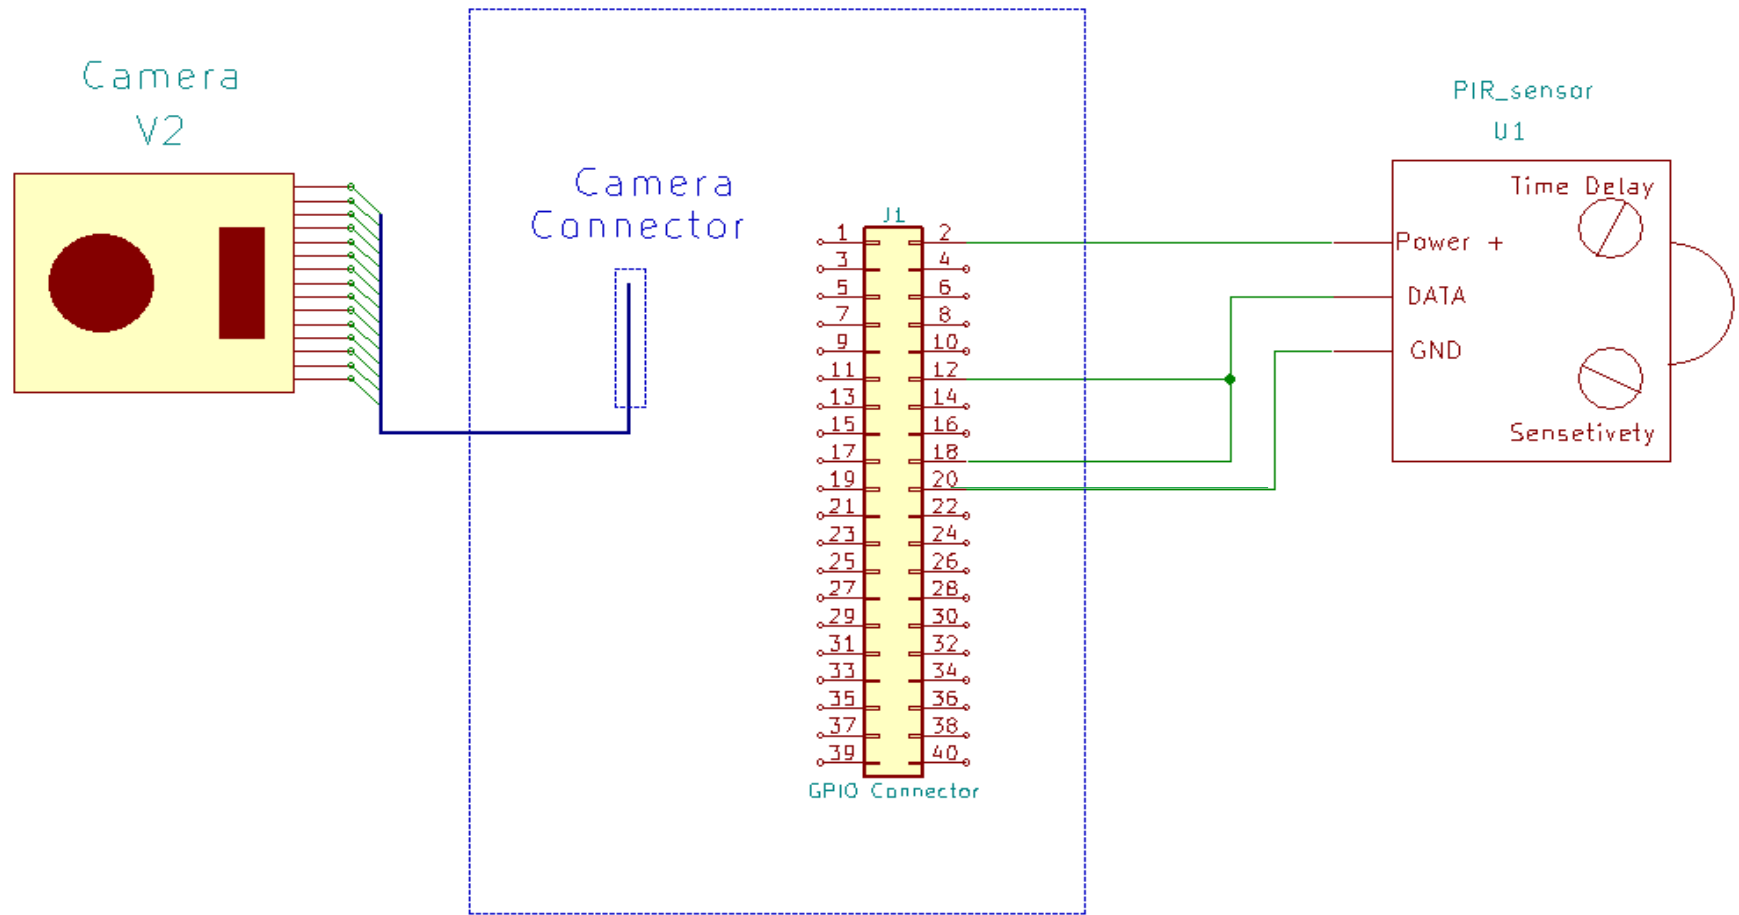 Camera
V2
Camera
Connector
J1
1 2
3 4
5 6
7 8
9 10
11 12
13 14
15 16
17 18
19 20
21 22
23 24
25 26
27 28
29 30
31 32
33 34
35 36
37 38
39 40
GPIO Connector
PIR_sensor
U1
Time Delay
Power +
DATA
GND
Sensetivety